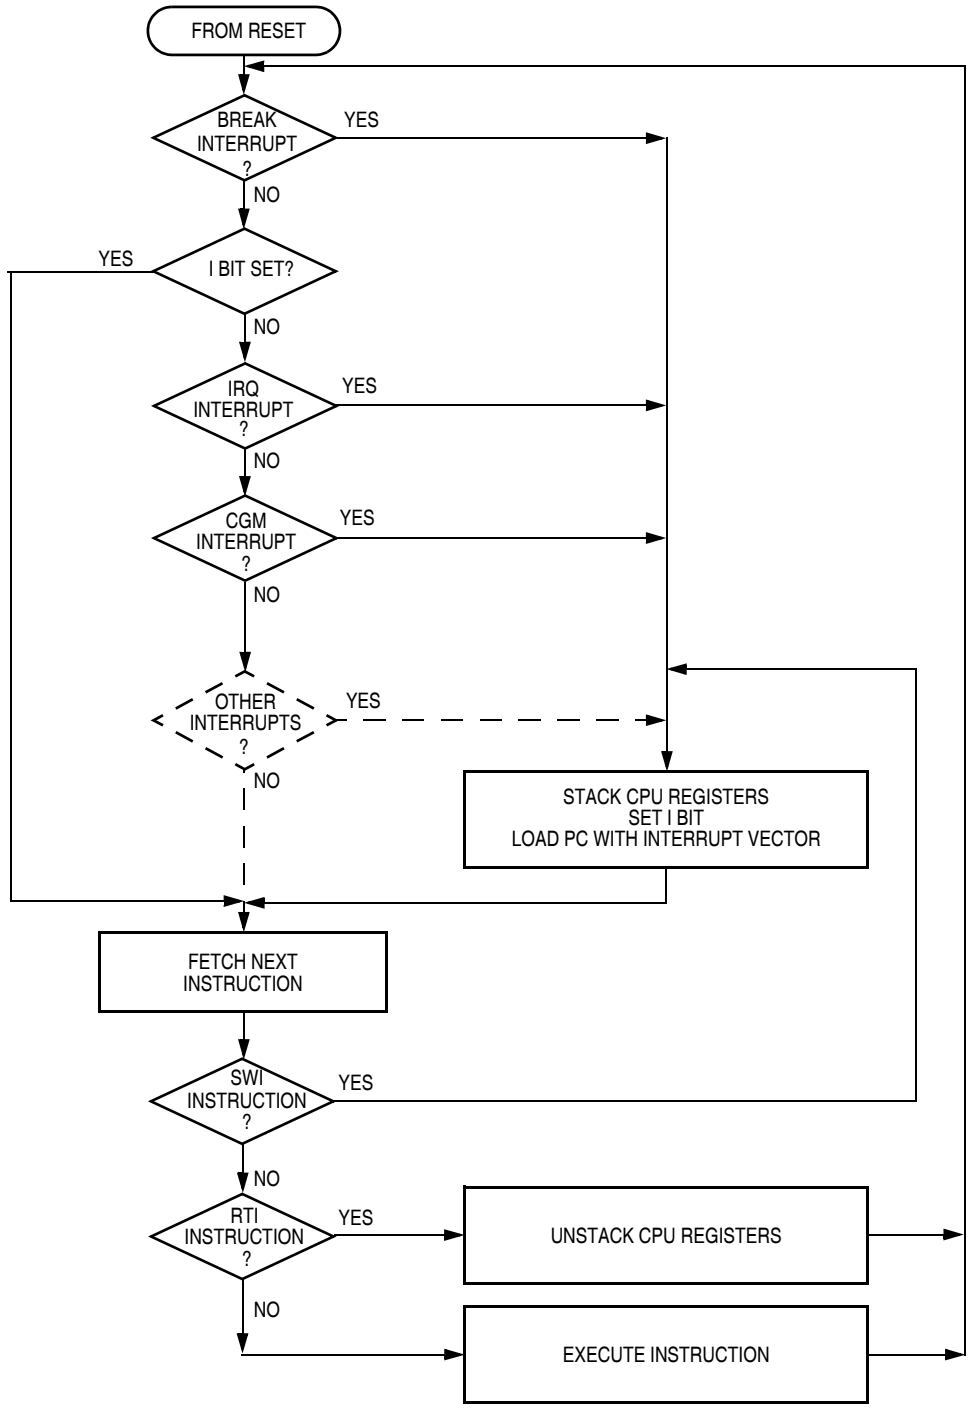 FROM RESET
BREAK
INTERRUPT
?
YES
NO
I BIT SET?
YES
NO
IRQ
INTERRUPT
?
YES
NO
CGM
INTERRUPT
?
YES
NO
OTHER
INTERRUPTS
?
YES
NO
STACK CPU REGISTERS
SET I BIT
LOAD PC WITH INTERRUPT VECTOR
FETCH NEXT
INSTRUCTION
SWI
INSTRUCTION
?
YES
NO
RTI
INSTRUCTION
?
YES
UNSTACK CPU REGISTERS
NO
EXECUTE INSTRUCTION